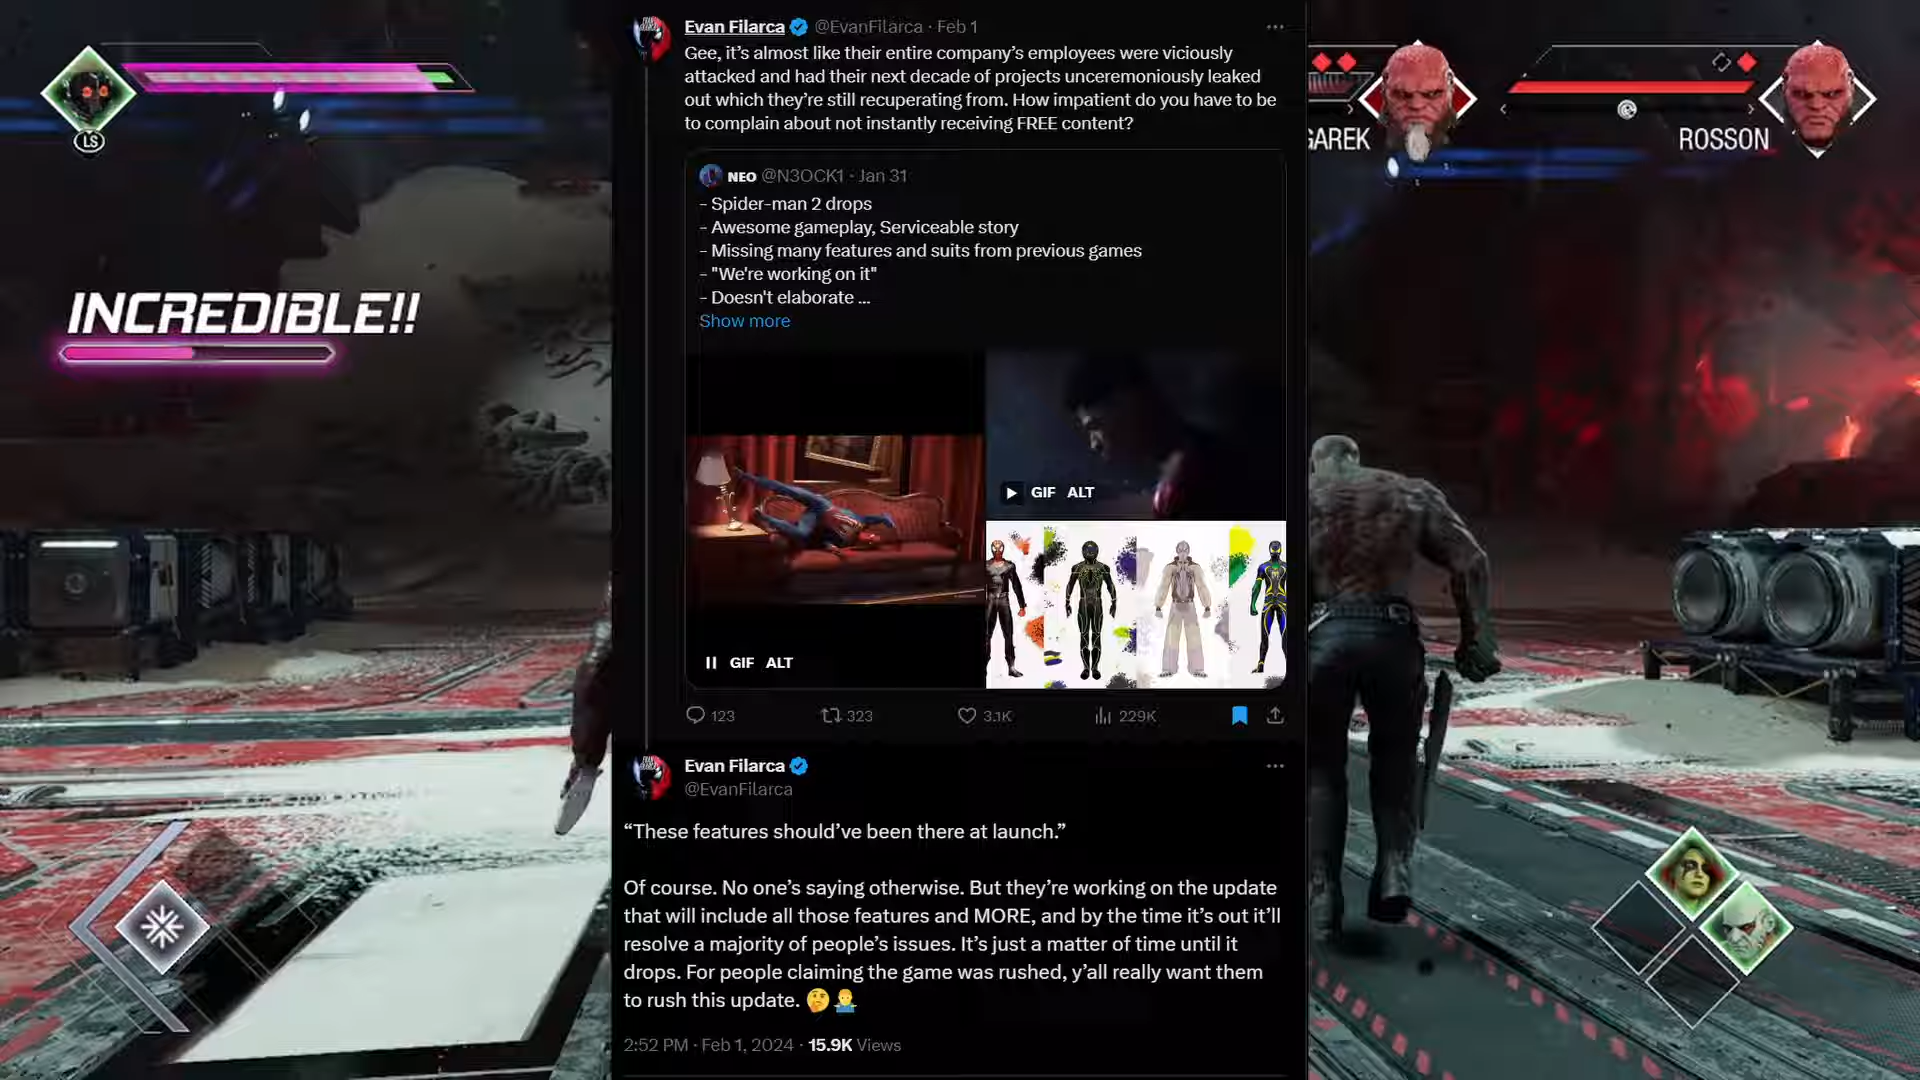 Evan Filarca @EvanFilarca · Feb 1
Gee, it's almost like their entire company's employees were viciously
attacked and had their next decade of projects unceremoniously leaked
out which they're still recuperating from. How impatient do you have to be
to complain about not instantly receiving FREE content?
NEO @N3OCK1 · Jan 31
- Spider-man 2 drops
- Awesome gameplay, Serviceable story
- Missing many features and suits from previous games
- "We're working on it"
- Doesn't elaborate ...
Show more
GIF ALT
GIF ALT
123 323 3.1K 229K
Evan Filarca
@EvanFilarca
“These features should’ve been there at launch.”
Of course. No one’s saying otherwise. But they’re working on the update
that will include all those features and MORE, and by the time it’s out it’ll
resolve a majority of people’s issues. It’s just a matter of time until it
drops. For people claiming the game was rushed, y’all really want them
to rush this update. 🤔🤷‍♂️
2:52 PM · Feb 1, 2024 · 15.9K Views
LS
INCREDIBLE!!
GAREK
ROSSON